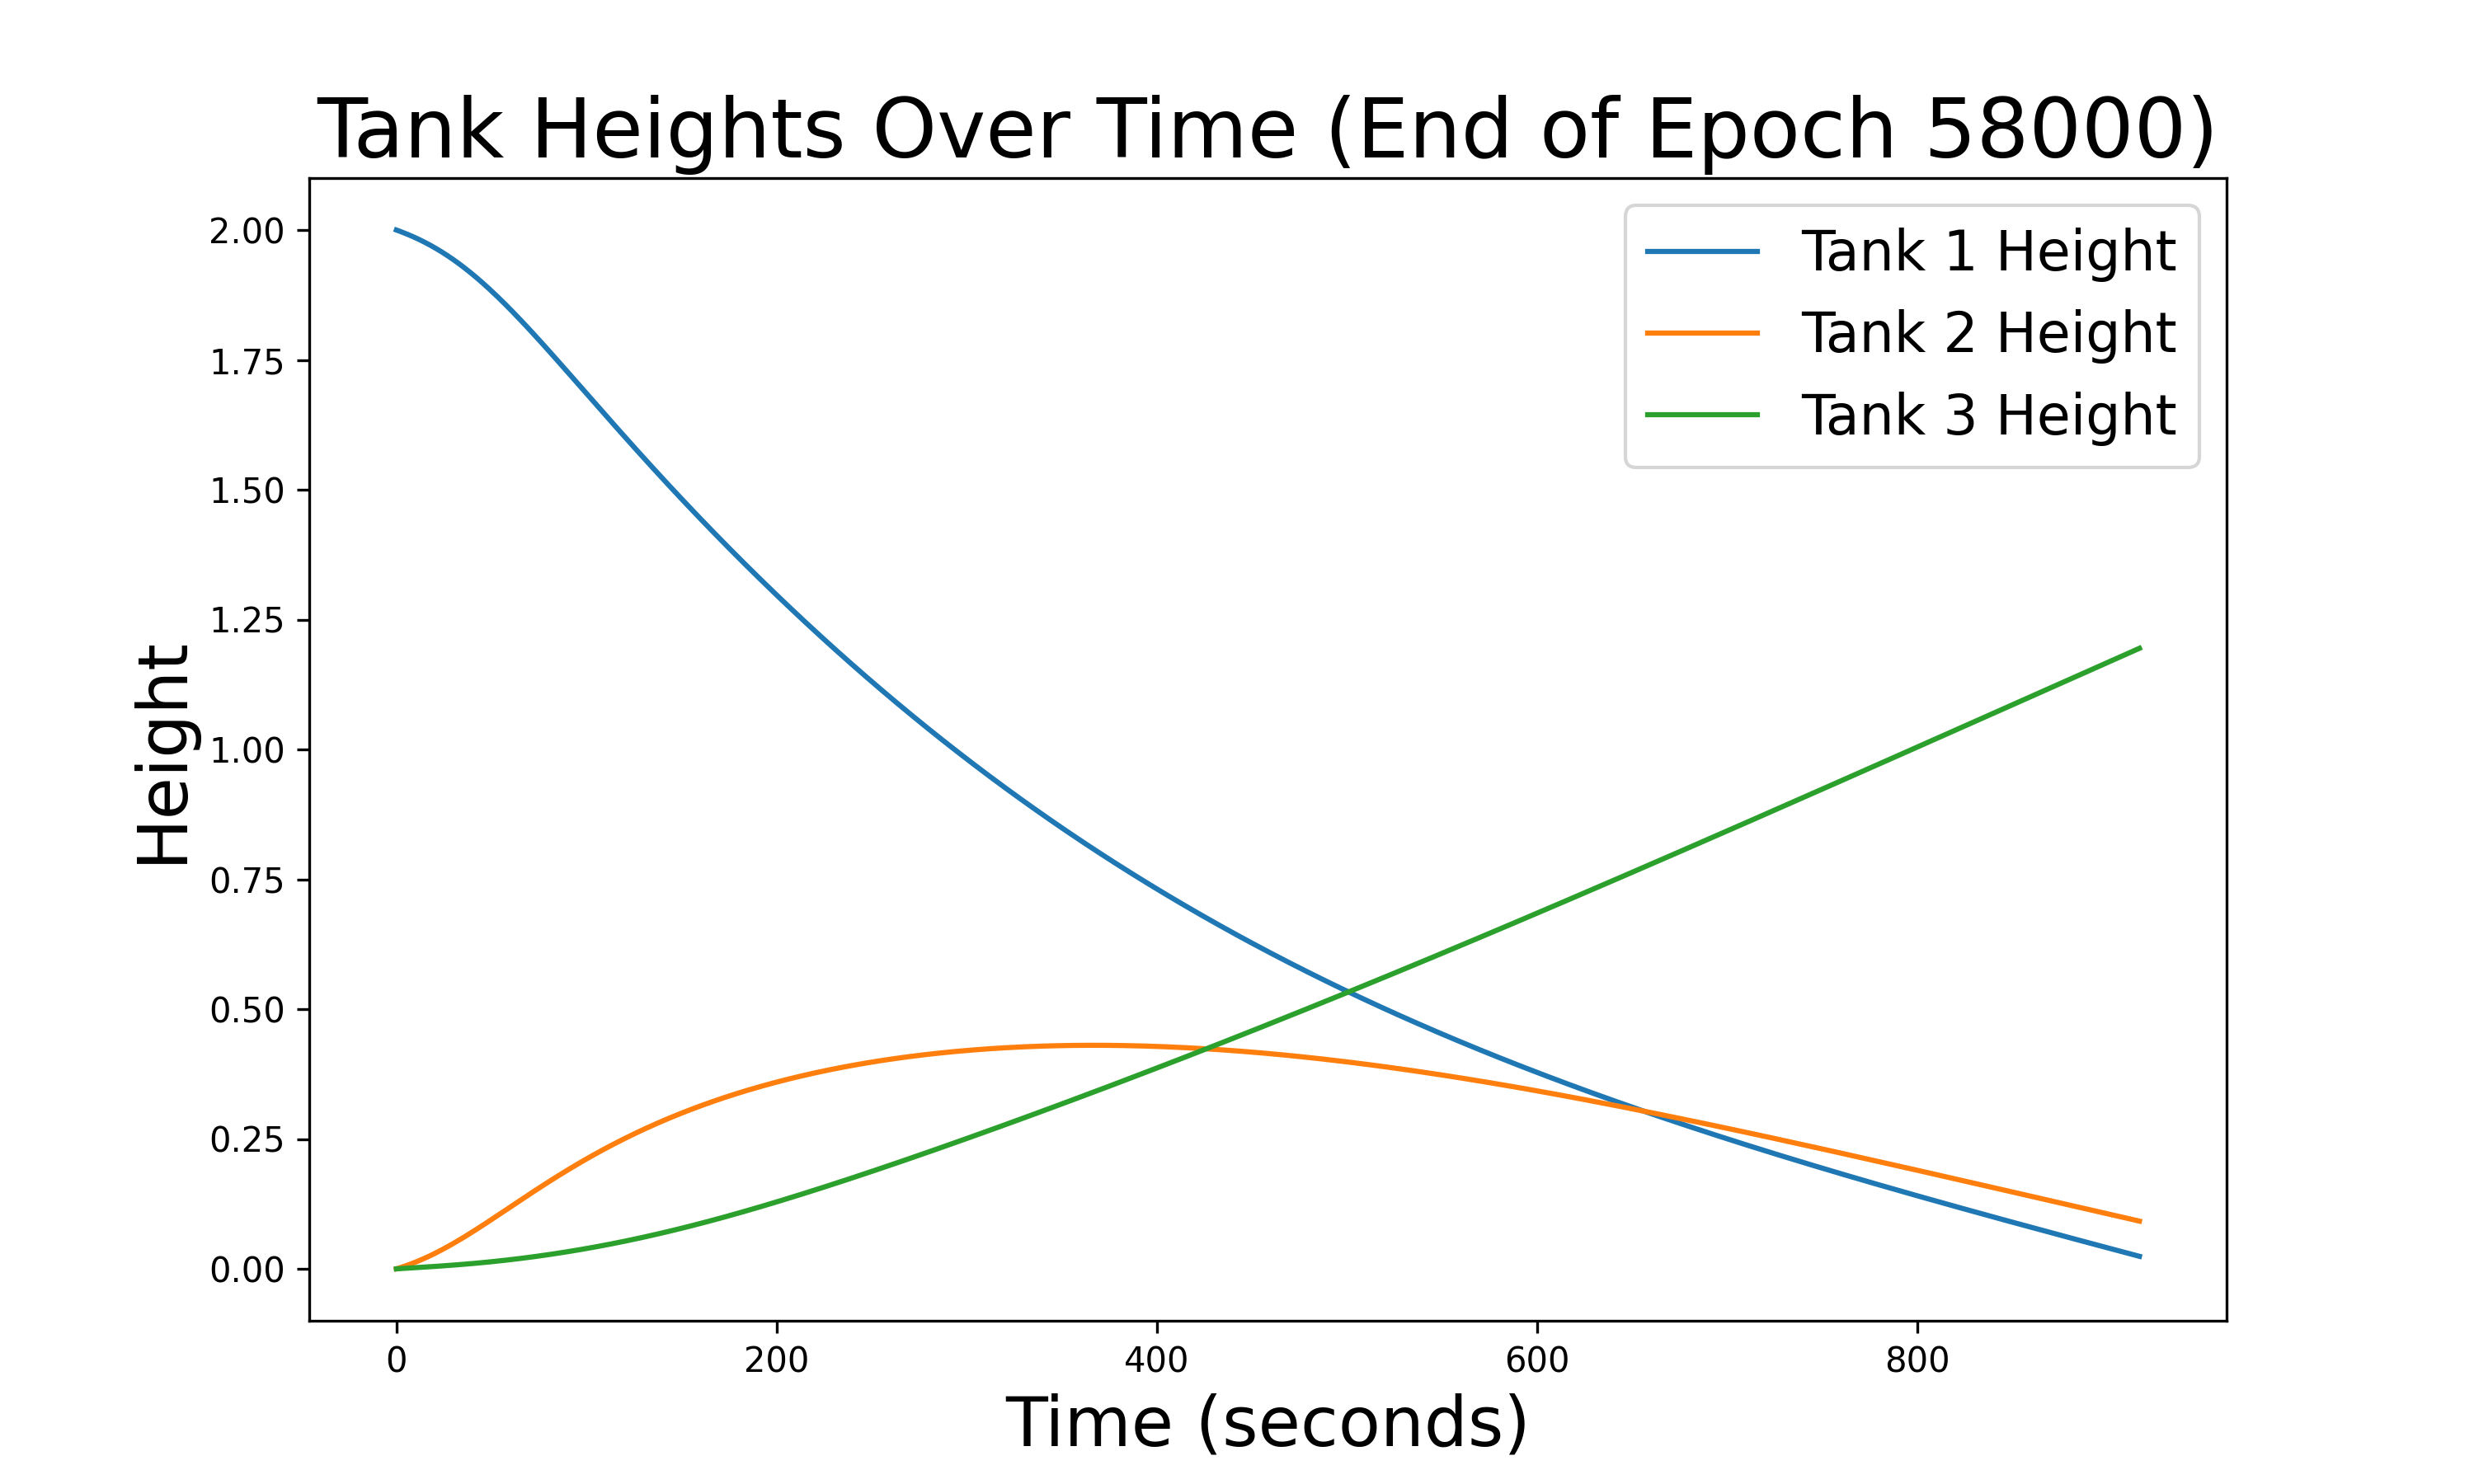 Tank Heights Over Time (End of Epoch 58000)
Tank 1 Height
Tank 2 Height
Tank 3 Height
Height
2.00
1.75
1.50
1.25
1.00
0.75
0.50
0.25
0.00
0 200 400 600 800
Time (seconds)